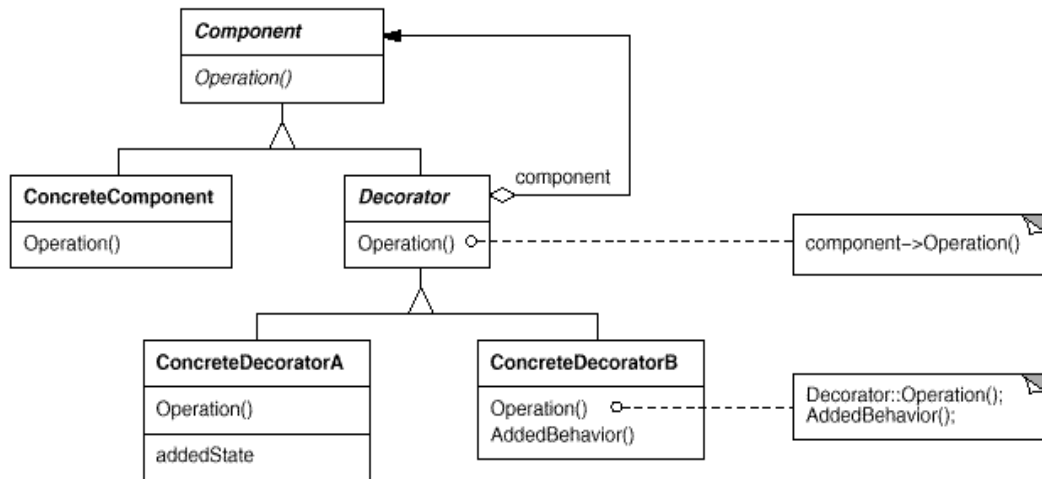 Component
Operation()
component
ConcreteComponent
Operation()
Decorator
Operation()
component->Operation()
ConcreteDecoratorA
Operation()
addedState
ConcreteDecoratorB
Operation()
AddedBehavior()
Decorator::Operation();
AddedBehavior();